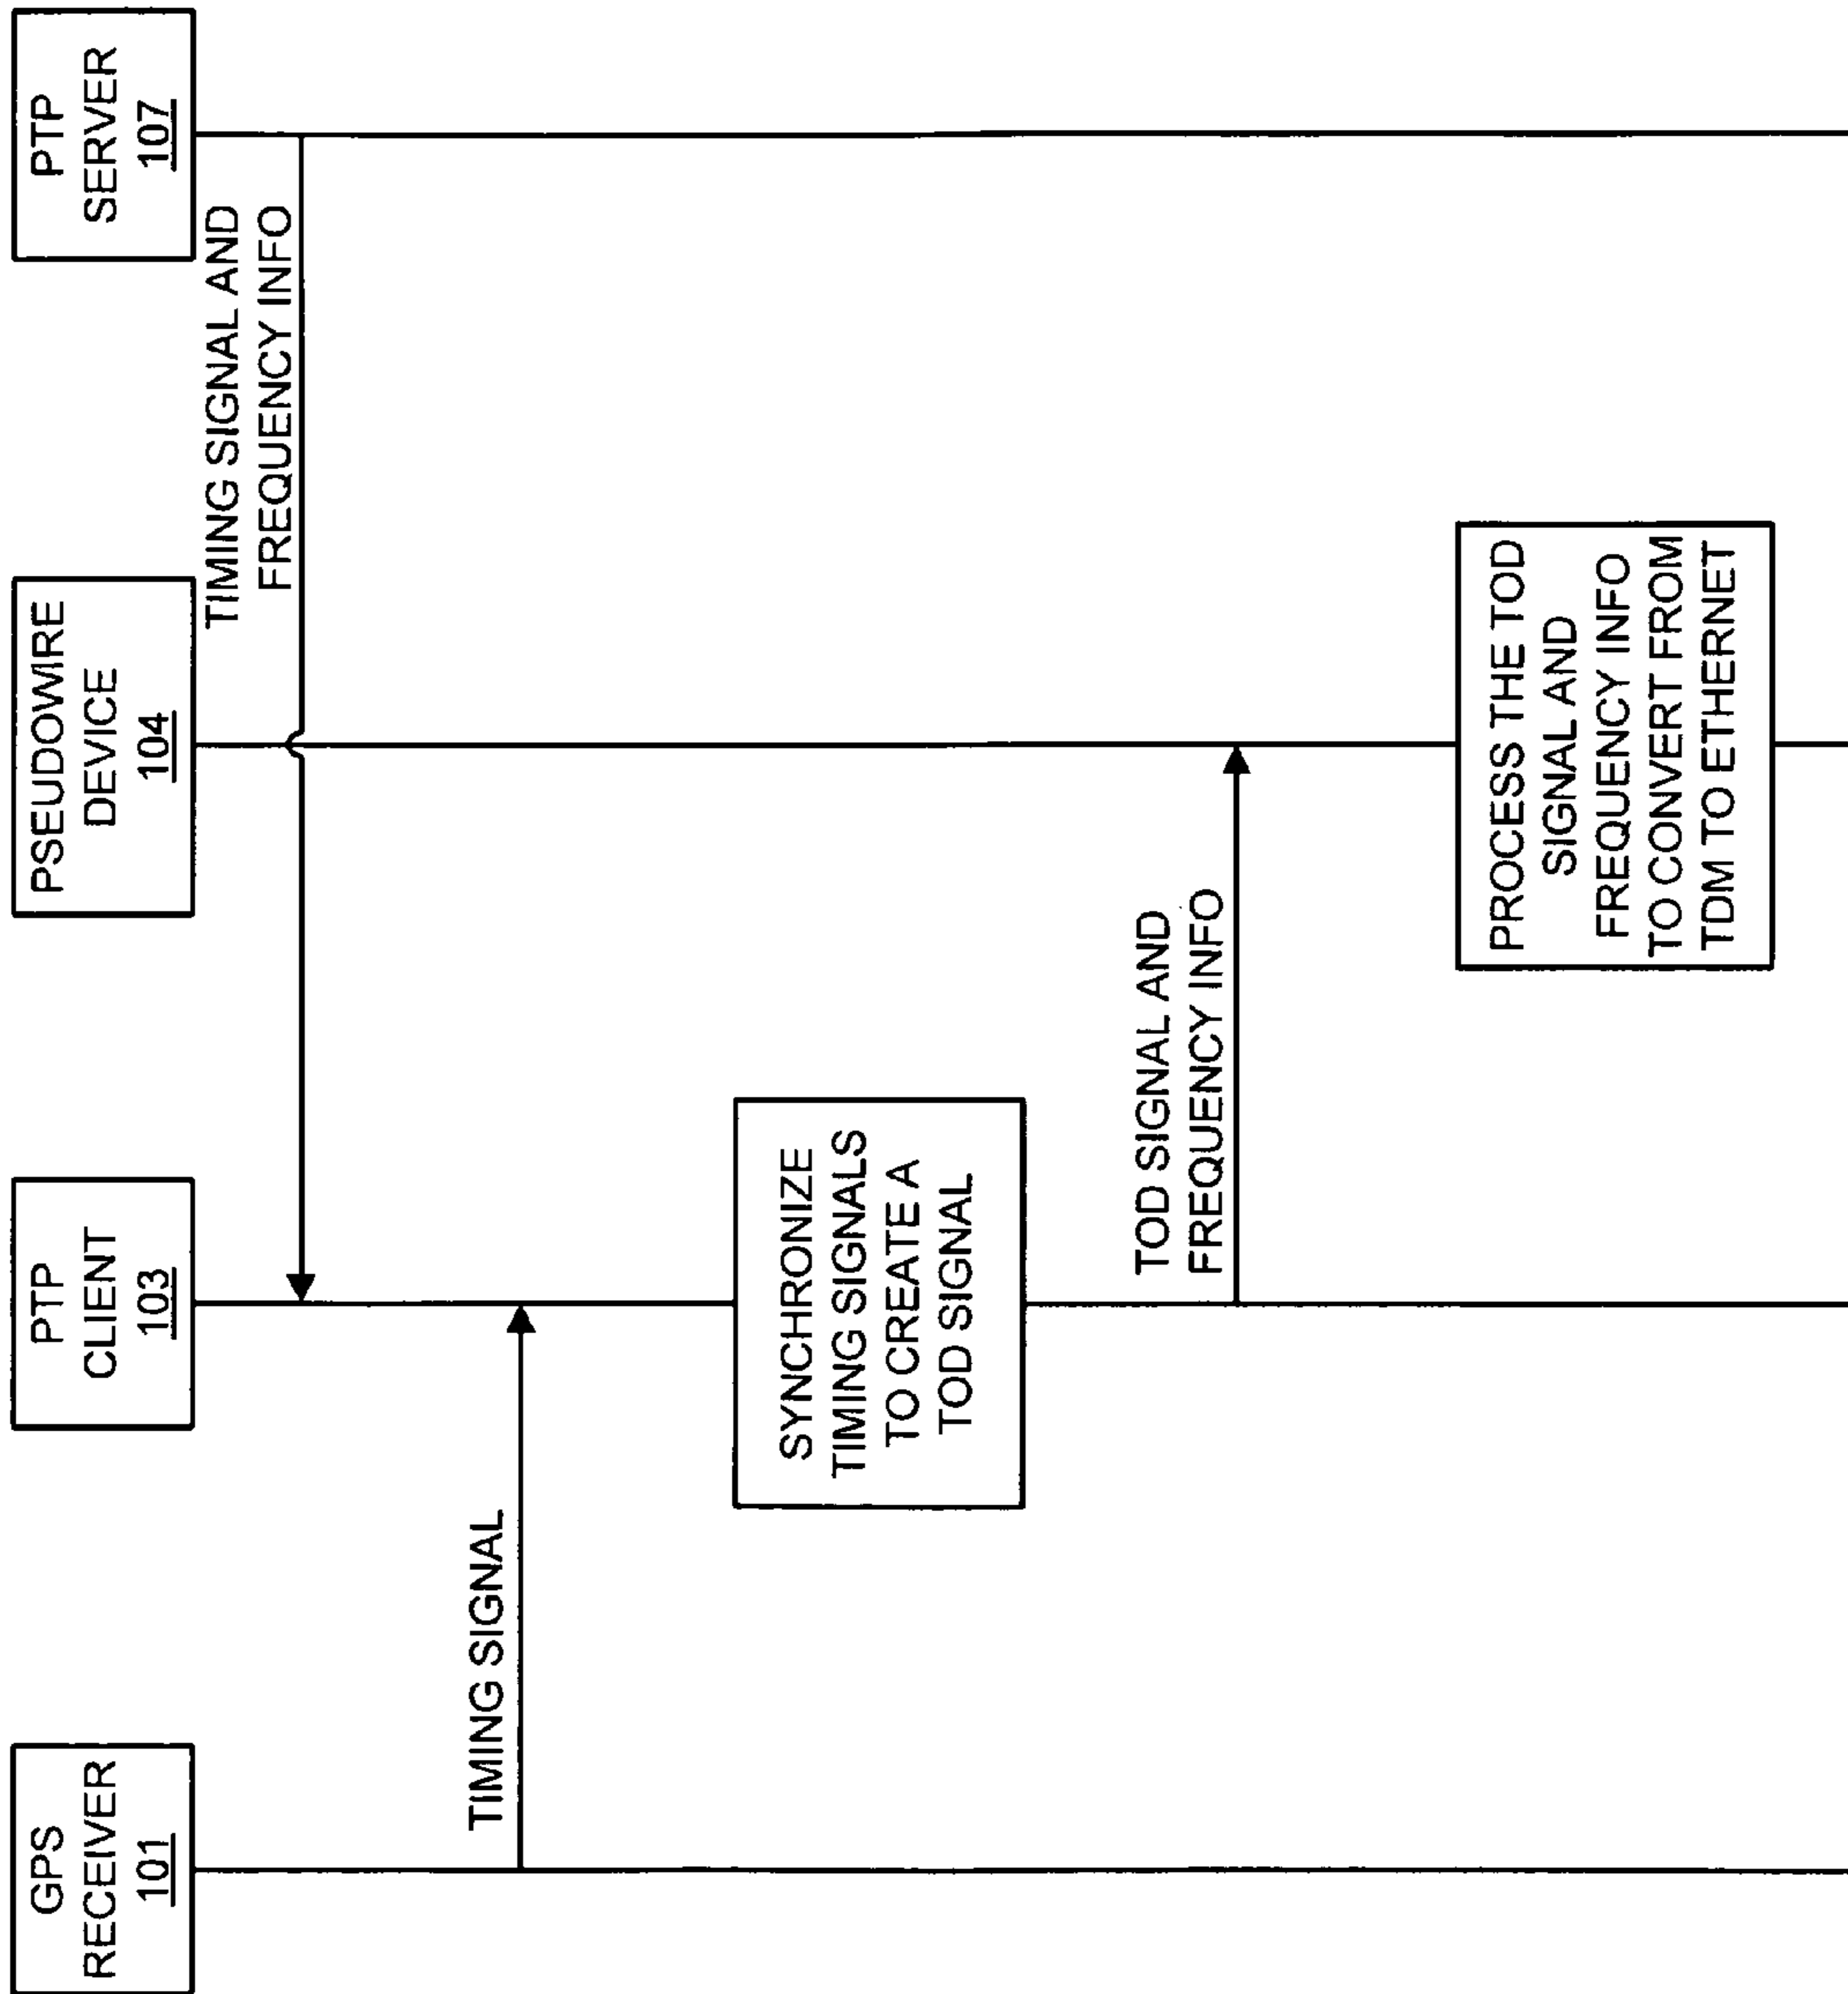 GPS
RECEIVER
101
PTP
CLIENT
103
PSEUDOWIRE
DEVICE
104
PTP
SERVER
107
TIMING SIGNAL AND
FREQUENCY INFO
TIMING SIGNAL
SYNCHRONIZE
TIMING SIGNALS
TO CREATE A
TOD SIGNAL
TOD SIGNAL AND
FREQUENCY INFO
PROCESS THE TOD
SIGNAL AND
FREQUENCY INFO
TO CONVERT FROM
TDM TO ETHERNET